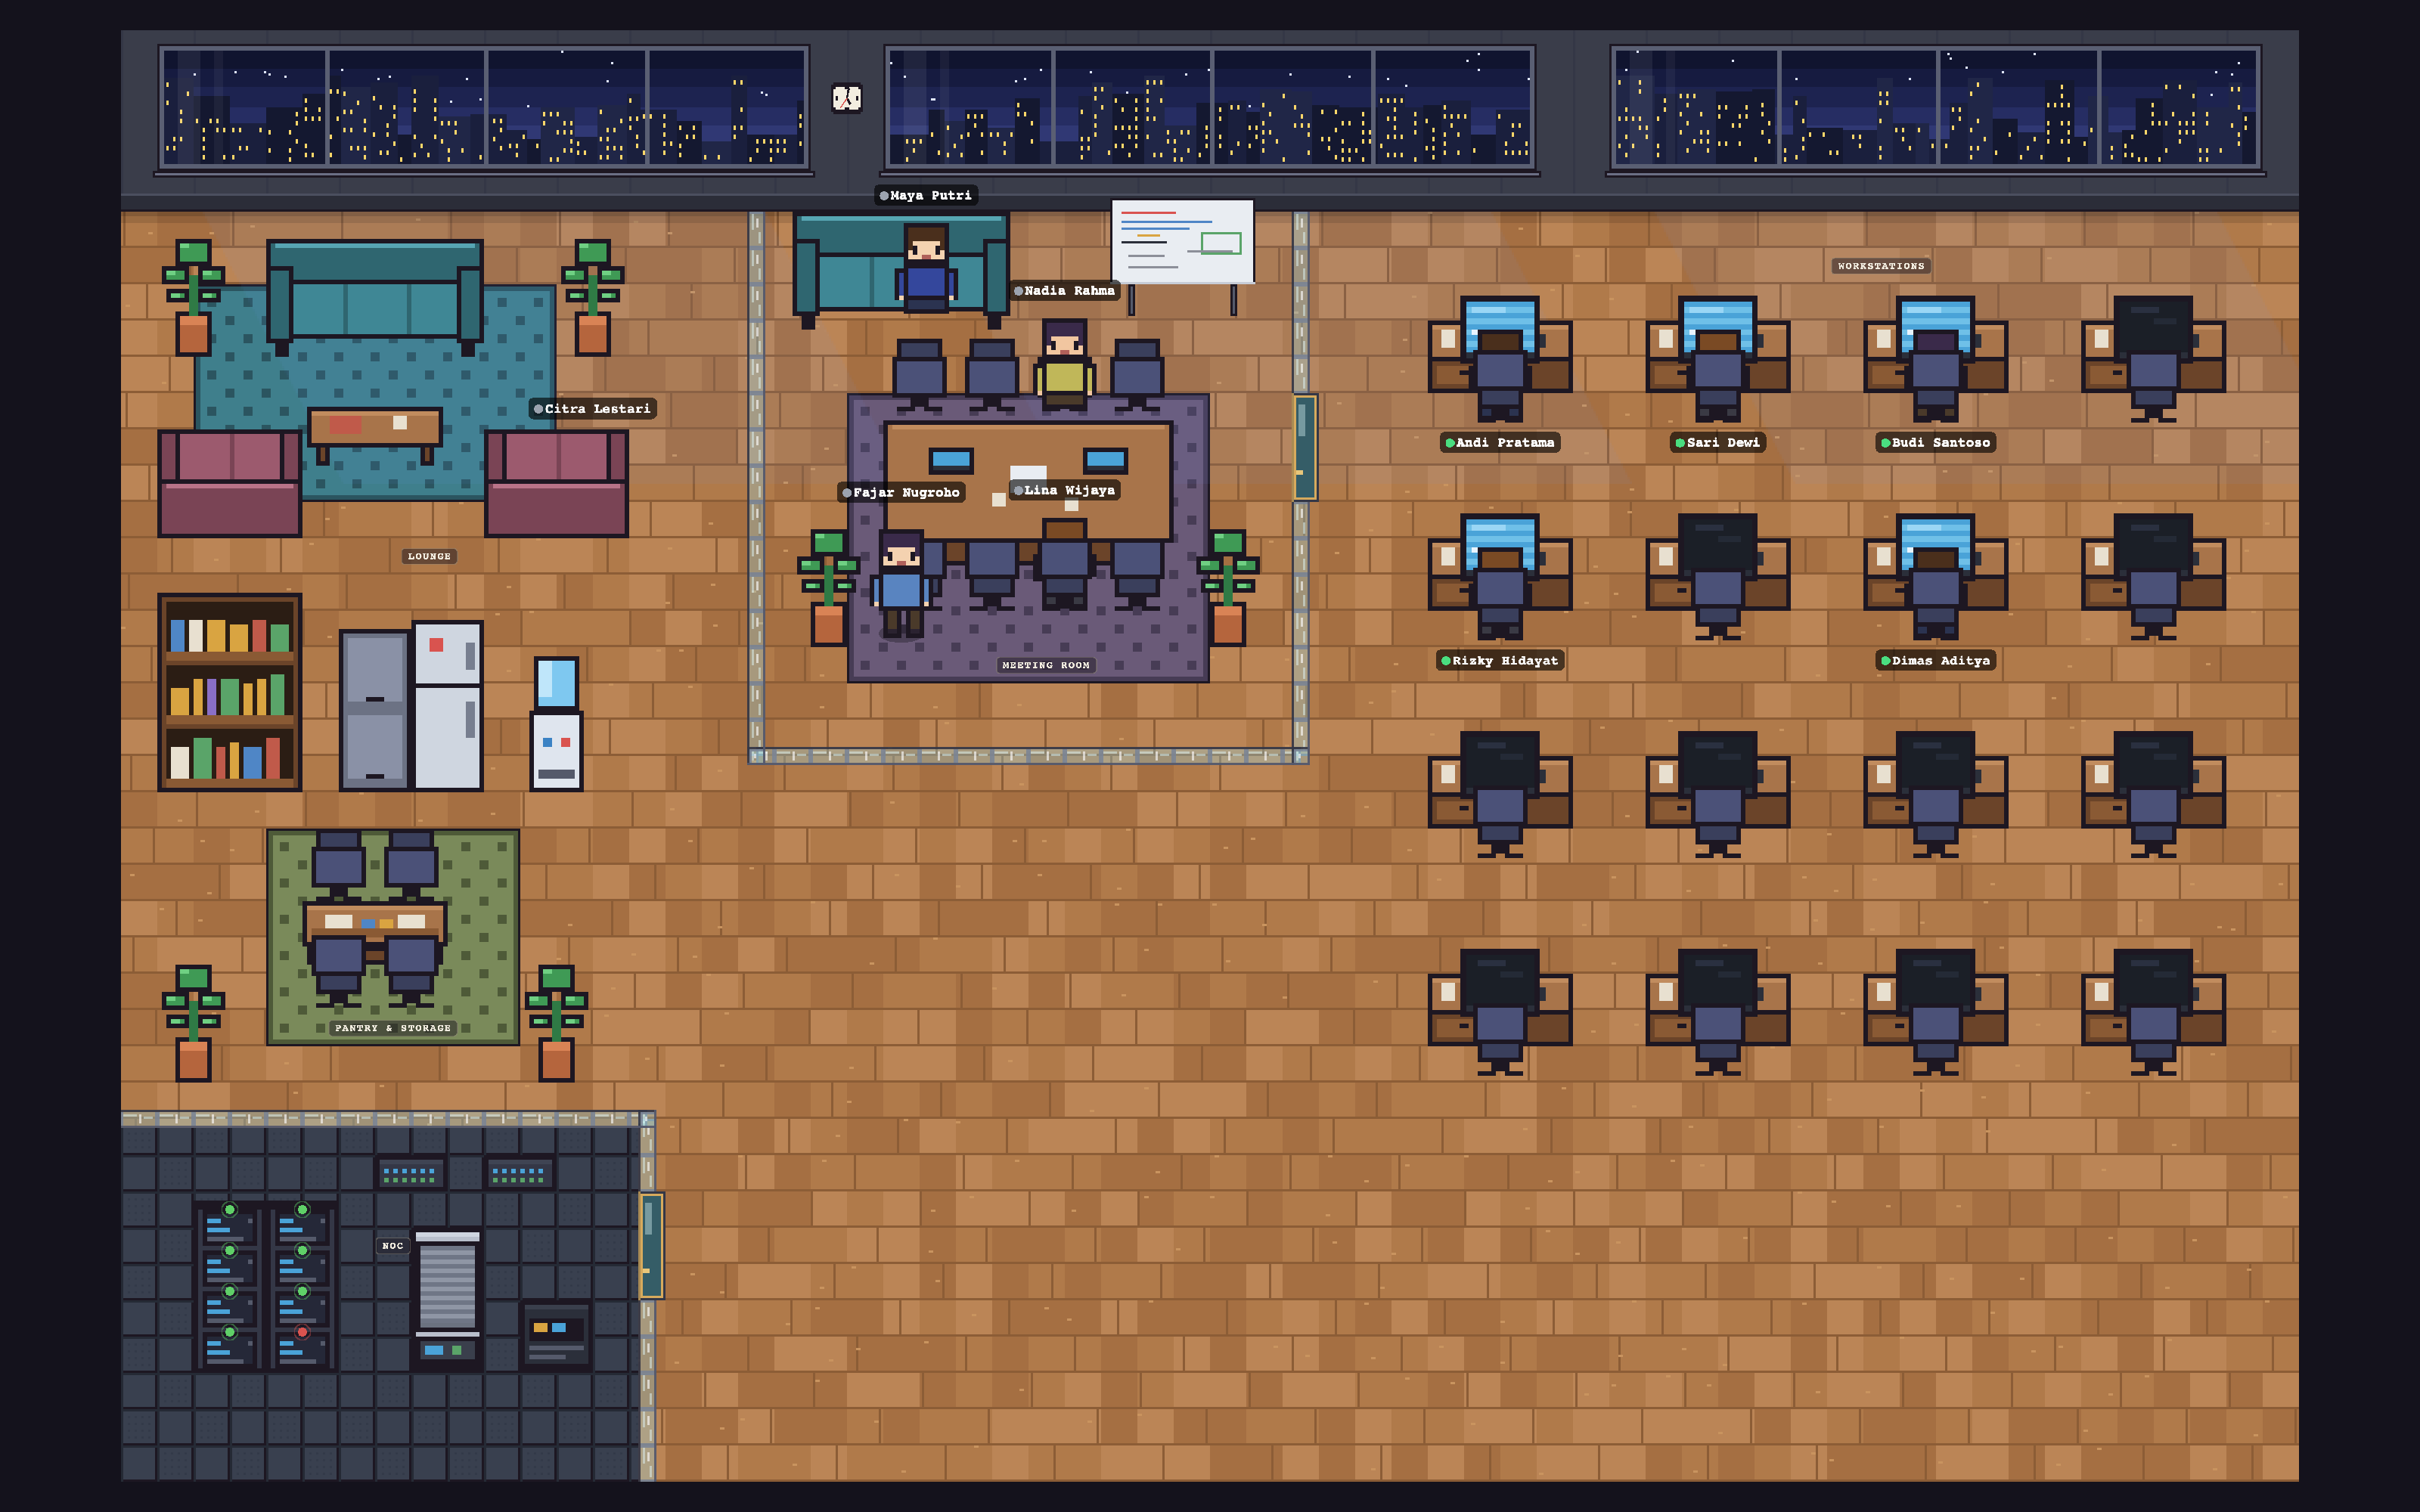 Maya Putri
WORKSTATIONS
Nadia Rahma
Citra Lestari
Andi Pratama
Sari Dewi
Budi Santoso
Fajar Nugroho
Lina Wijaya
LOUNGE
Rizky Hidayat
Dimas Aditya
MEETING ROOM
PANTRY & STORAGE
NOC